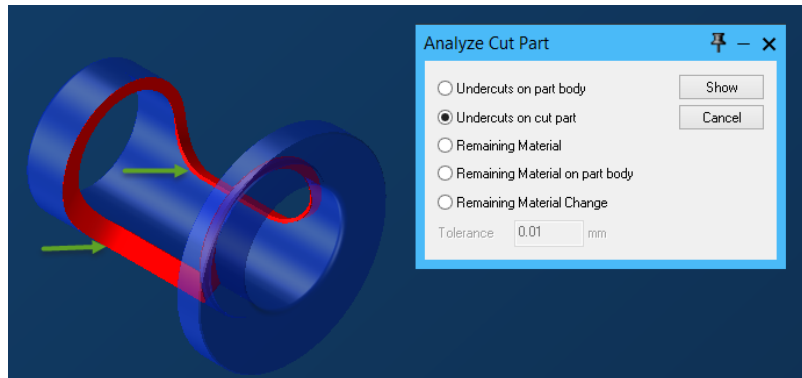 Analyze Cut Part
Undercuts on part body
Show
Undercuts on cut part
Cancel
Remaining Material
Remaining Material on part body
Remaining Material Change
Tolerance 0.01 mm